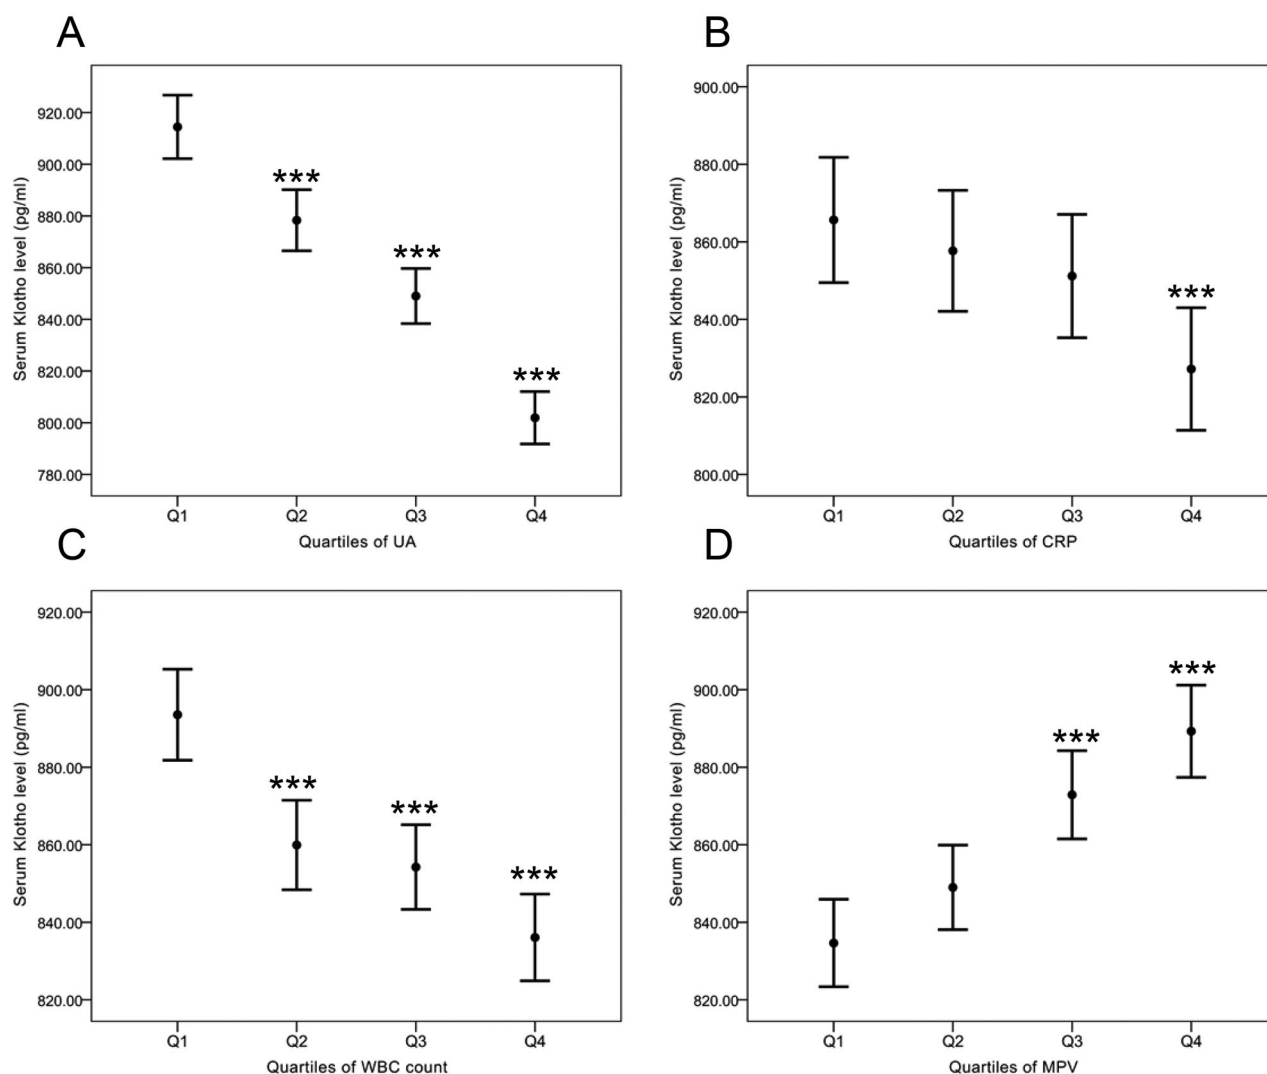 A
Serum Klotho level (pg/ml)
920.00
900.00
880.00
860.00
840.00
820.00
800.00
780.00
***
***
***
Q1 Q2 Q3 Q4
Quartiles of UA
B
Serum Klotho level (pg/ml)
900.00
880.00
860.00
840.00
820.00
800.00
***
Q1 Q2 Q3 Q4
Quartiles of CRP
C
Serum Klotho level (pg/ml)
920.00
900.00
880.00
860.00
840.00
820.00
***
***
***
Q1 Q2 Q3 Q4
Quartiles of WBC count
D
Serum Klotho level (pg/ml)
920.00
900.00
880.00
860.00
840.00
820.00
***
***
Q1 Q2 Q3 Q4
Quartiles of MPV